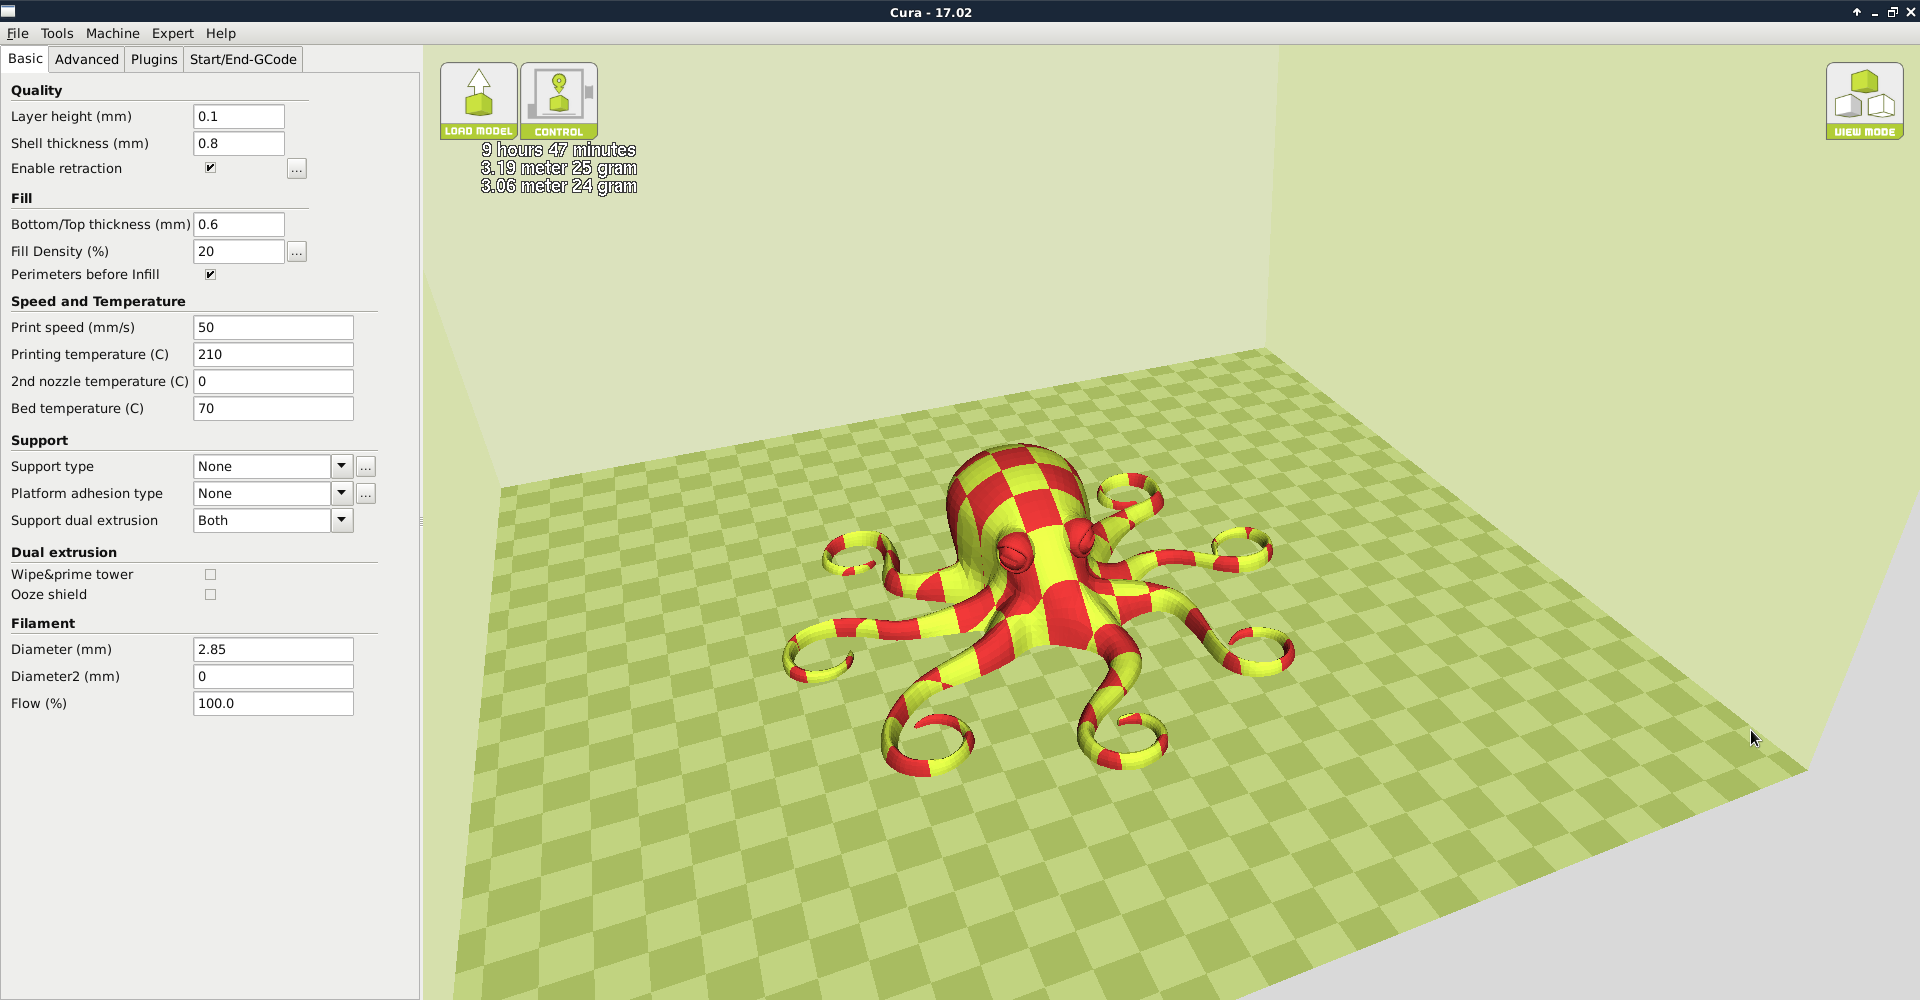 Cura - 17.02
File Tools Machine Expert Help
Basic Advanced Plugins Start/End-GCode
Quality
Layer height (mm) 0.1
Shell thickness (mm) 0.8
Enable retraction ...
Fill
Bottom/Top thickness (mm) 0.6
Fill Density (%) 20 ...
Perimeters before Infill
Speed and Temperature
Print speed (mm/s) 50
Printing temperature (C) 210
2nd nozzle temperature (C) 0
Bed temperature (C) 70
Support
Support type None ...
Platform adhesion type None ...
Support dual extrusion Both
Dual extrusion
Wipe&prime tower
Ooze shield
Filament
Diameter (mm) 2.85
Diameter2 (mm) 0
Flow (%) 100.0
LOAD MODEL CONTROL
9 hours 47 minutes
3.19 meter 25 gram
3.06 meter 24 gram
VIEW MODE